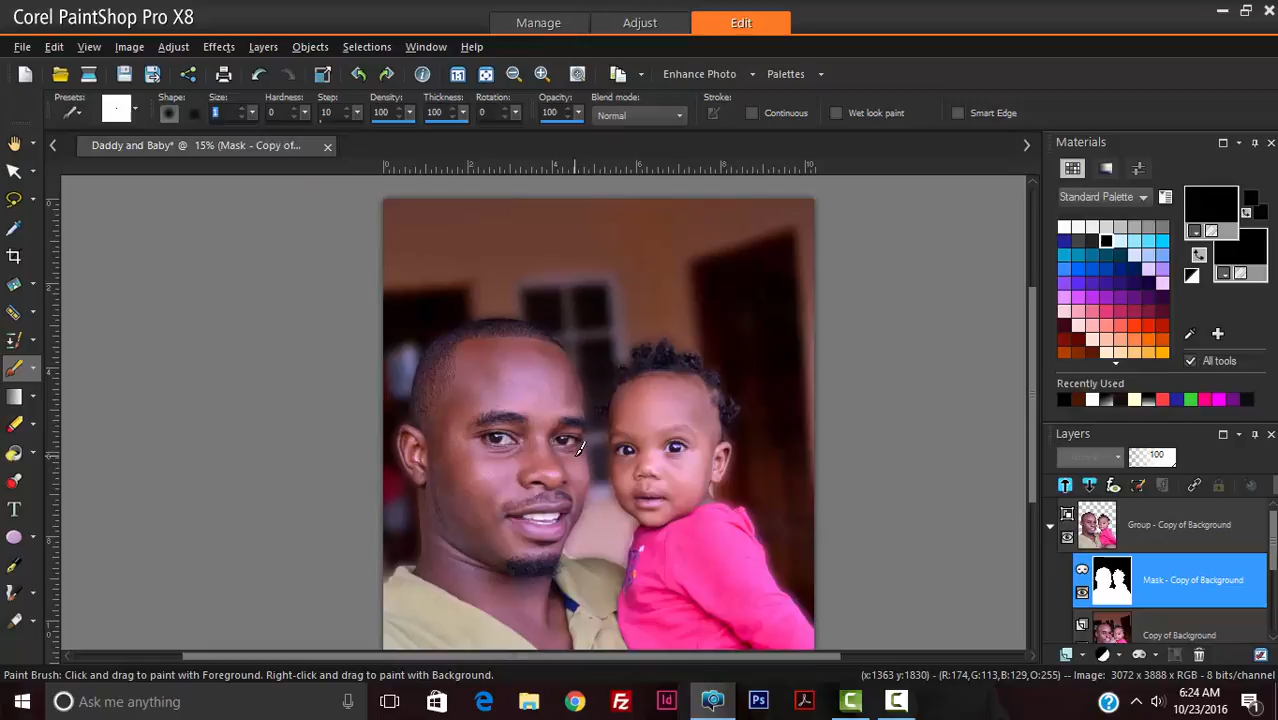 Corel PaintShop Pro X8
Manage Adjust Edit
File Edit View Image Adjust Effects Layers Objects Selections Window Help
Enhance Photo Palettes
Presets: Shape: Size: Hardness: Step: Density: Thickness: Rotation: Opacity: Blend mode: Stroke:
1 0 10 100 100 0 100 Normal Continuous Wet look paint Smart Edge
Daddy and Baby* @ 15% (Mask - Copy of...
Materials
Standard Palette
All tools
Recently Used
Layers
100
Group - Copy of Background
Mask - Copy of Background
Copy of Background
Paint Brush: Click and drag to paint with Foreground. Right-click and drag to paint with Background.
x:1363 y:1830) - (R:174,G:113,B:129,O:255) -- Image: 3072 x 3888 x RGB - 8 bits/channel
Ask me anything
6:24 AM
10/23/2016